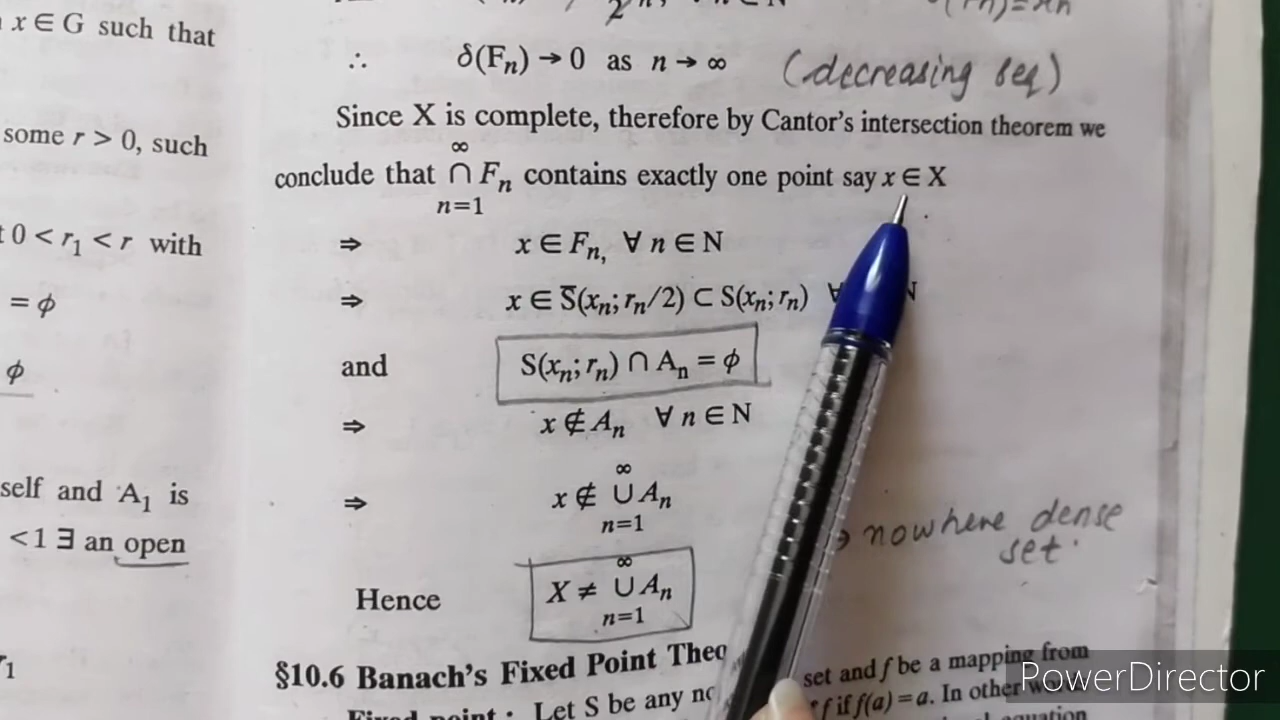 x ∈ G such that
some r > 0, such
0 < r₁ < r with
= ϕ
ϕ
self and A₁ is
< 1 ∃ an open
∴ δ(Fₙ) → 0 as n → ∞ (decreasing seq)
Since X is complete, therefore by Cantor's intersection theorem we
∞
conclude that ∩ Fₙ contains exactly one point say x ∈ X
n=1
⇒ x ∈ Fₙ, ∀ n ∈ N
⇒ x ∈ S̅(xₙ; rₙ/2) ⊂ S(xₙ; rₙ) ∀ N
and S(xₙ; rₙ) ∩ Aₙ = ϕ
⇒ x ∉ Aₙ ∀ n ∈ N
∞
⇒ x ∉ ∪ Aₙ
n=1
nowhere dense
set.
∞
Hence X ≠ ∪ Aₙ
n=1
§10.6 Banach's Fixed Point Theo
set and f be a mapping from
Fixed point : Let S be any f if f(a) = a. In other
equation
PowerDirector